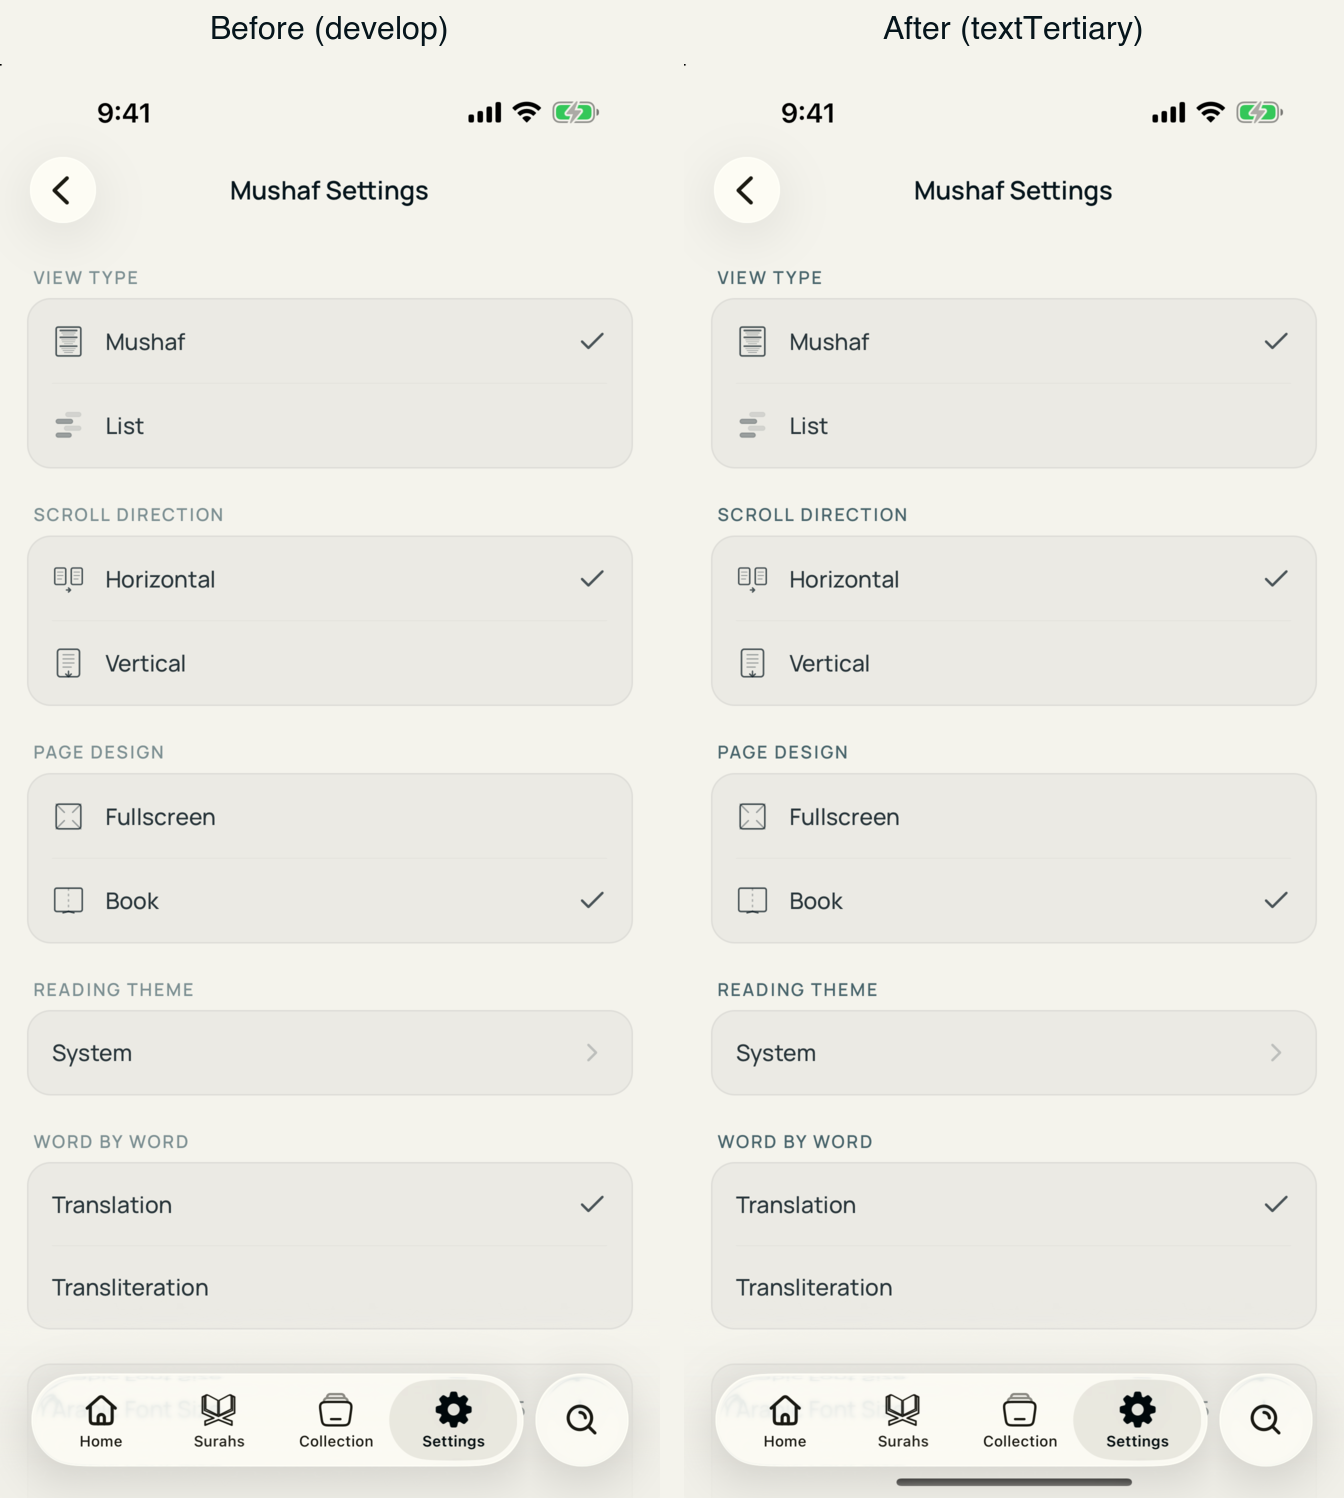 Before (develop)
9:41
Mushaf Settings
VIEW TYPE
Mushaf
List
SCROLL DIRECTION
Horizontal
Vertical
PAGE DESIGN
Fullscreen
Book
READING THEME
System
WORD BY WORD
Translation
Transliteration
Home
Surahs
Collection
Settings
After (textTertiary)
9:41
Mushaf Settings
VIEW TYPE
Mushaf
List
SCROLL DIRECTION
Horizontal
Vertical
PAGE DESIGN
Fullscreen
Book
READING THEME
System
WORD BY WORD
Translation
Transliteration
Home
Surahs
Collection
Settings